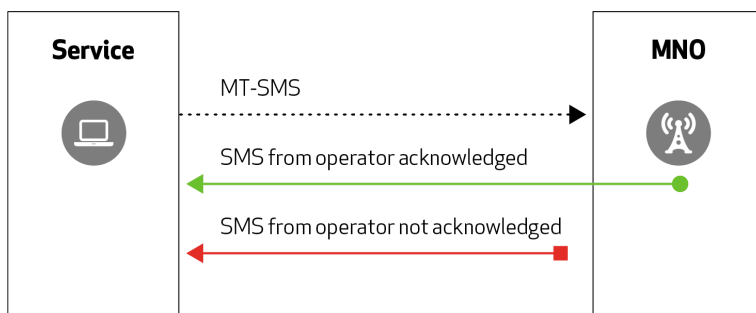 Service
MNO
MT-SMS
SMS from operator acknowledged
SMS from operator not acknowledged